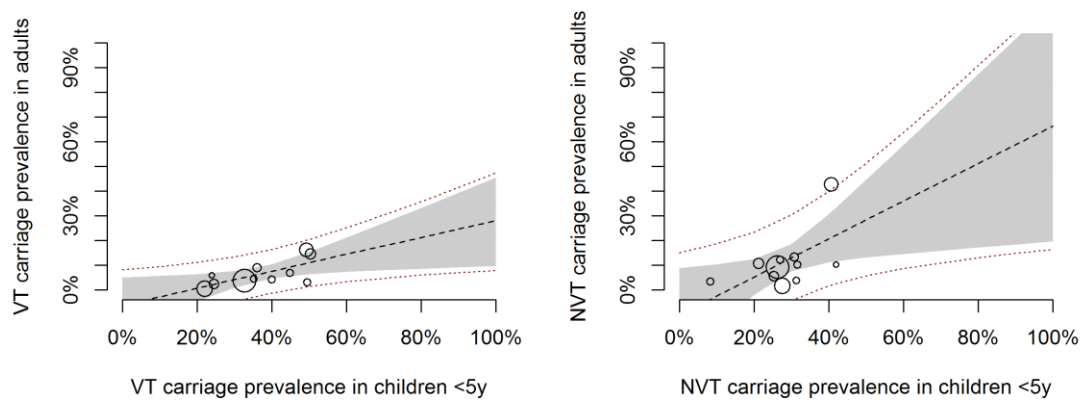 VT carriage prevalence in adults
90%
60%
30%
0%
0% 20% 40% 60% 80% 100%
VT carriage prevalence in children <5y
NVT carriage prevalence in adults
90%
60%
30%
0%
0% 20% 40% 60% 80% 100%
NVT carriage prevalence in children <5y